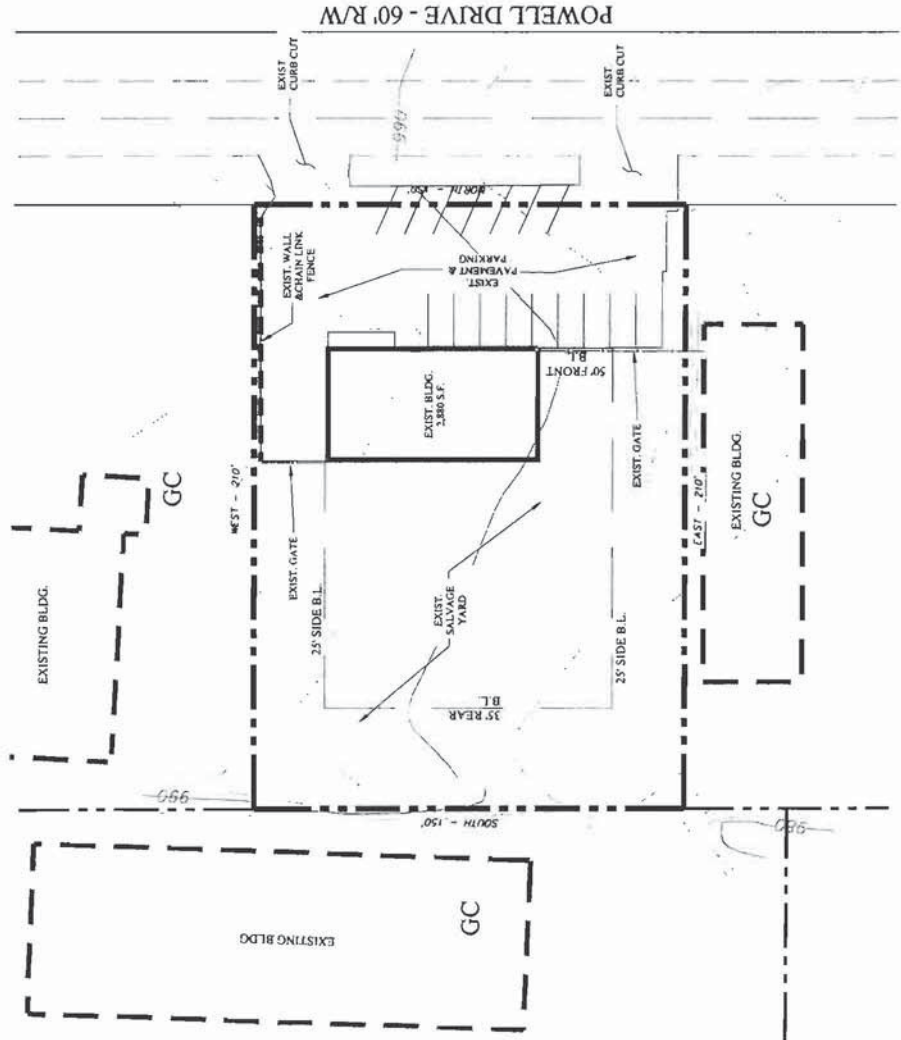 POWELL DRIVE - 60' R/W
EXIST
CURB CUT
EXIST
CURB CUT
990
NORTH - 150'
EXIST. WALL
&CHAIN LINK
FENCE
EXIST.
PAVEMENT &
PARKING
50' FRONT
B.L.
EXIST. BLDG.
2,880 S.F.
GC
WEST - 210'
EXIST. GATE
EXIST. GATE
EAST - 210'
EXISTING BLDG.
GC
EXISTING BLDG.
25' SIDE B.L.
EXIST.
SALVAGE
YARD
25' SIDE B.L.
35' REAR
B.L.
990
SOUTH - 150'
980
EXISTING BLDG
GC